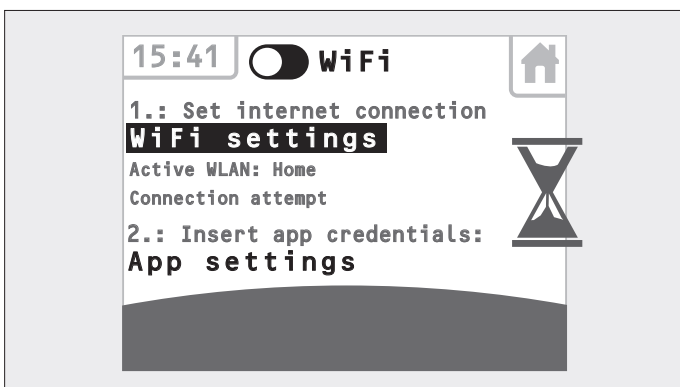 15:41 WiFi
1.: Set internet connection
WiFi settings
Active WLAN: Home
Connection attempt
2.: Insert app credentials:
App settings